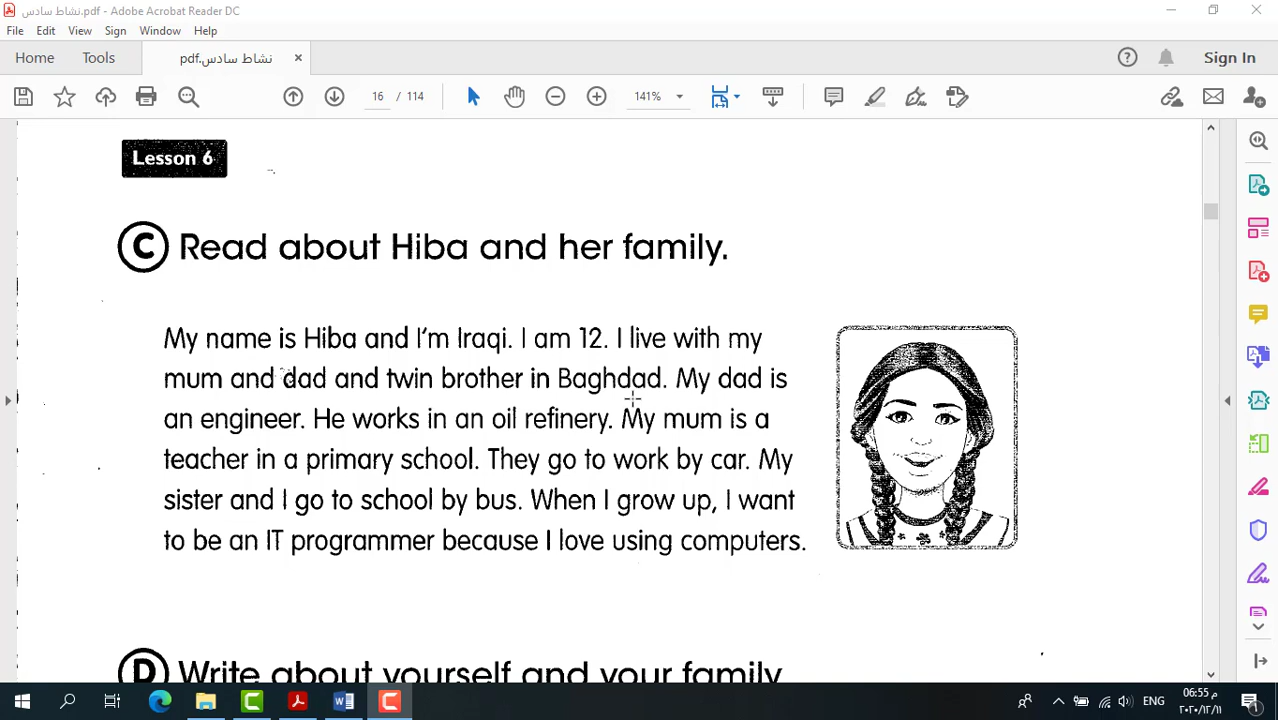 نشاط سادس.pdf - Adobe Acrobat Reader DC
File Edit View Sign Window Help
Home Tools نشاط سادس.pdf × Sign In
16 / 114 141%
Lesson 6
C Read about Hiba and her family.
My name is Hiba and I'm Iraqi. I am 12. I live with my
mum and dad and twin brother in Baghdad. My dad is
an engineer. He works in an oil refinery. My mum is a
teacher in a primary school. They go to work by car. My
sister and I go to school by bus. When I grow up, I want
to be an IT programmer because I love using computers.
D Write about yourself and your family
ENG 06:55 م
٢٠٢٠/١٢/١١